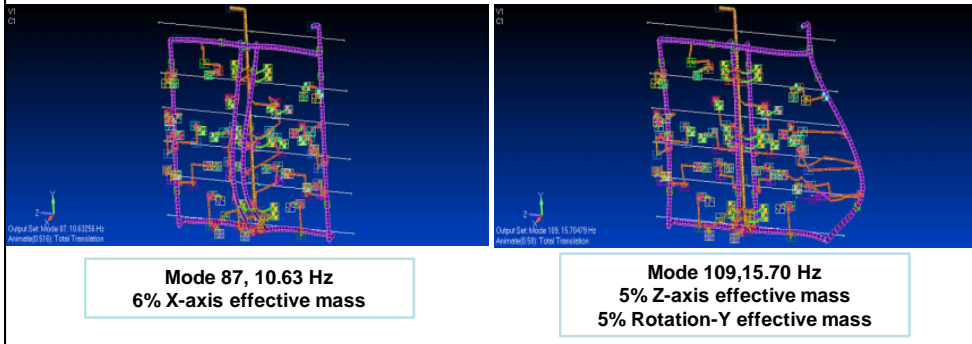 V1
C1
Y
Z
X
Output Set: Mode 87, 10.63256 Hz
Animate(0.516): Total Translation
V1
C1
Y
Z
X
Output Set: Mode 109, 15.70479 Hz
Animate(0.58): Total Translation
Mode 87, 10.63 Hz
6% X-axis effective mass
Mode 109,15.70 Hz
5% Z-axis effective mass
5% Rotation-Y effective mass